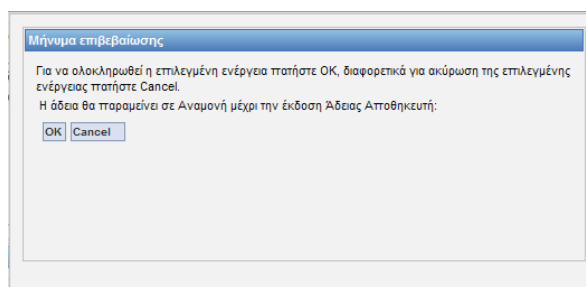 Μήνυμα επιβεβαίωσης
Για να ολοκληρωθεί η επιλεγμένη ενέργεια πατήστε OK, διαφορετικά για ακύρωση της επιλεγμένης
ενέργειας πατήστε Cancel.
Η άδεια θα παραμείνει σε Αναμονή μέχρι την έκδοση Άδειας Αποθηκευτή:
OK Cancel